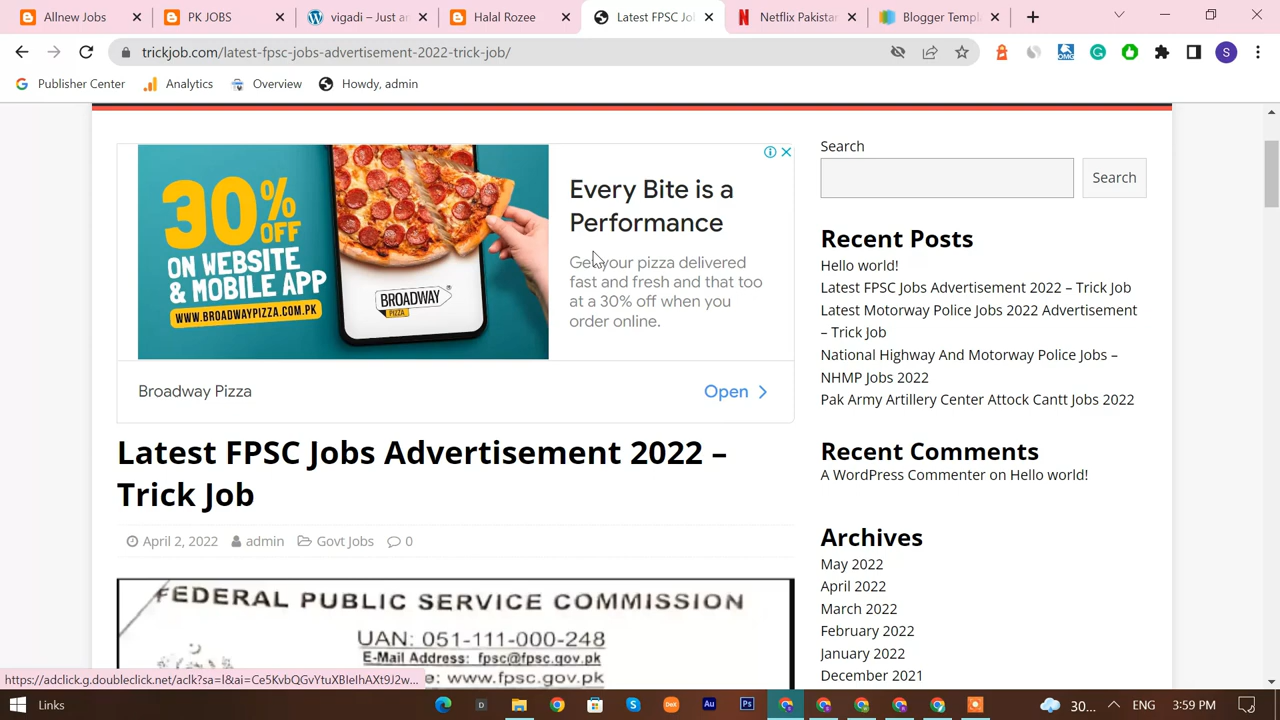 Allnew Jobs
PK JOBS
vigadi – Just an
Halal Rozee
Latest FPSC Jo
Netflix Pakistan
Blogger Templ
trickjob.com/latest-fpsc-jobs-advertisement-2022-trick-job/
S
Publisher Center
Analytics
Overview
Howdy, admin
30%
OFF
ON WEBSITE
& MOBILE APP
WWW.BROADWAYPIZZA.COM.PK
BROADWAY
PIZZA
Every Bite is a
Performance
Get your pizza delivered
fast and fresh and that too
at a 30% off when you
order online.
Broadway Pizza
Open
Latest FPSC Jobs Advertisement 2022 –
Trick Job
April 2, 2022 admin Govt Jobs 0
FEDERAL PUBLIC SERVICE COMMISSION
UAN: 051-111-000-248
E-Mail Address: fpsc@fpsc.gov.pk
e: www.fpsc.gov.pk
Search
Search
Recent Posts
Hello world!
Latest FPSC Jobs Advertisement 2022 – Trick Job
Latest Motorway Police Jobs 2022 Advertisement
– Trick Job
National Highway And Motorway Police Jobs –
NHMP Jobs 2022
Pak Army Artillery Center Attock Cantt Jobs 2022
Recent Comments
A WordPress Commenter on Hello world!
Archives
May 2022
April 2022
March 2022
February 2022
January 2022
December 2021
https://adclick.g.doubleclick.net/aclk?sa=l&ai=Ce5KvbQGvYtuXBIeIhAXt9J2w...
Links
30...
ENG
3:59 PM